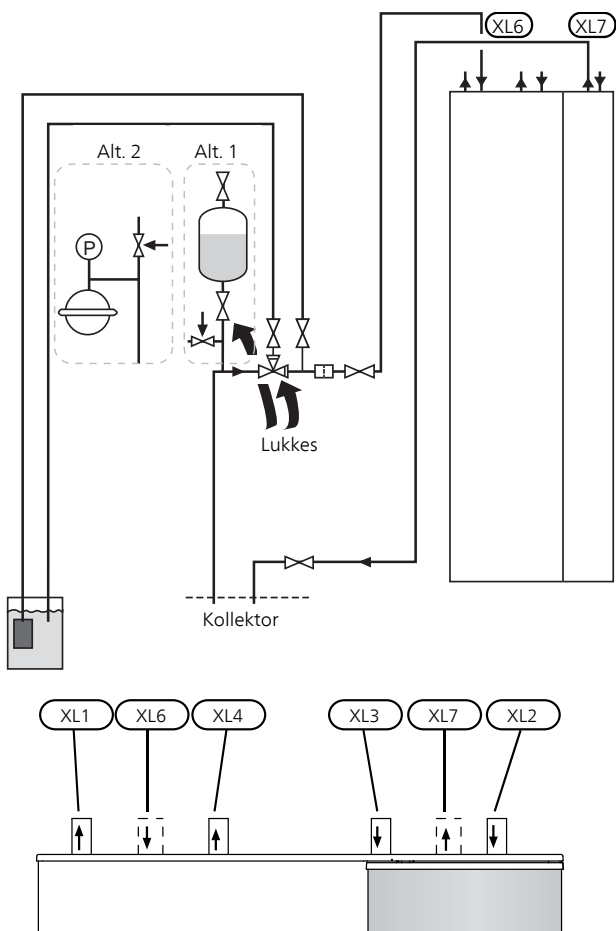 XL6 XL7
Alt. 2 Alt. 1
P
Lukkes
Kollektor
XL1 XL6 XL4 XL3 XL7 XL2